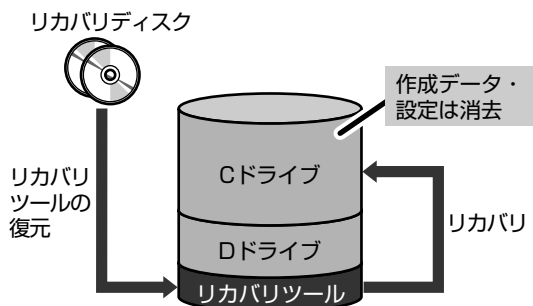 リカバリディスク
作成データ・
設定は消去
Cドライブ
リカバリ
ツールの
復元
リカバリ
Dドライブ
リカバリツール